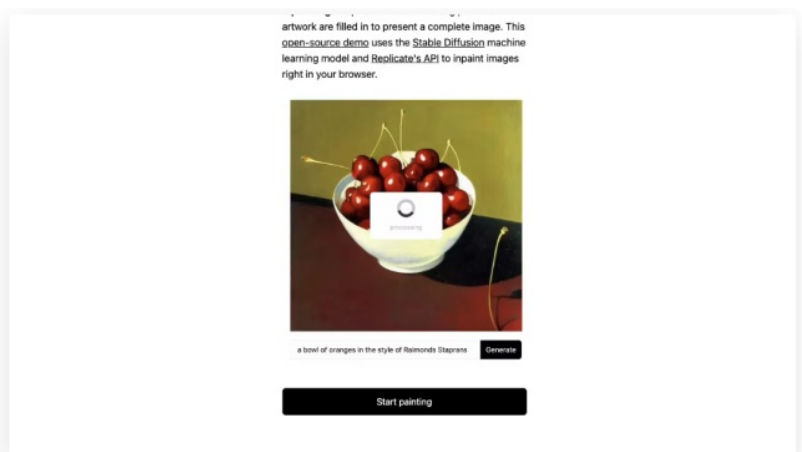 artwork are filled in to present a complete image. This
open-source demo uses the Stable Diffusion machine
learning model and Replicate's API to inpaint images
right in your browser.
processing
a bowl of oranges in the style of Raimonds Staprans
Generate
Start painting